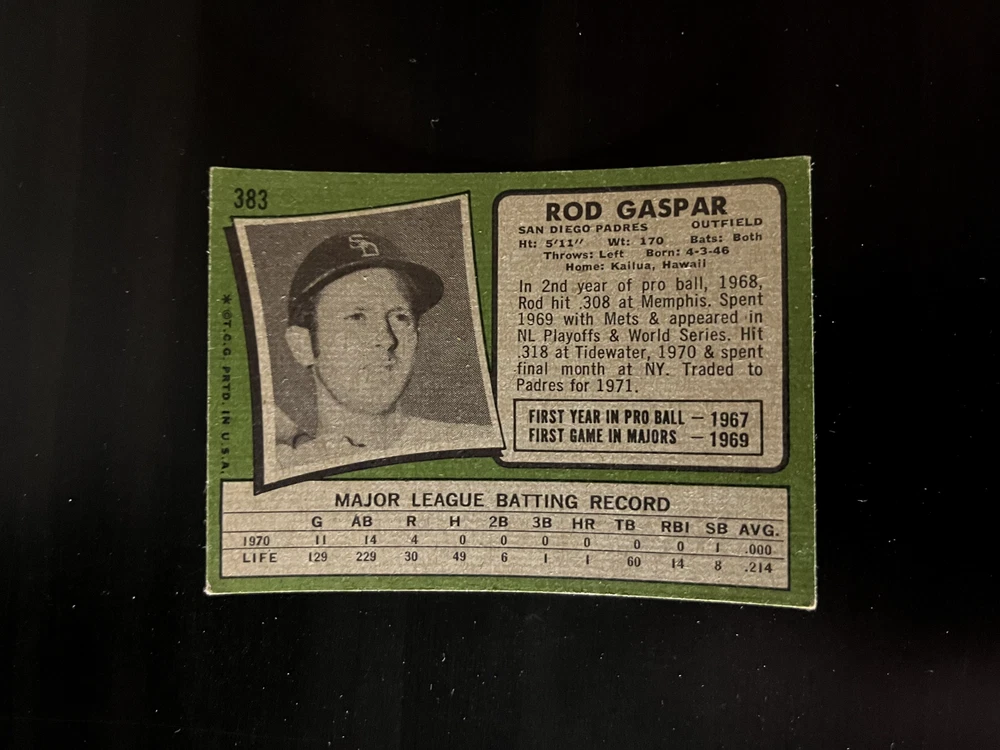 383
ROD GASPAR
SAN DIEGO PADRES OUTFIELD
Ht: 5'11" Wt: 170 Bats: Both
Throws: Left Born: 4-3-46
Home: Kailua, Hawaii
In 2nd year of pro ball, 1968,
Rod hit .308 at Memphis. Spent
1969 with Mets & appeared in
NL Playoffs & World Series. Hit
.318 at Tidewater, 1970 & spent
final month at NY. Traded to
Padres for 1971.
FIRST YEAR IN PRO BALL – 1967
FIRST GAME IN MAJORS – 1969
SD
* ©T.C.G. PRTD. IN U.S.A.
MAJOR LEAGUE BATTING RECORD
G AB R H 2B 3B HR TB RBI SB AVG.
1970 11 14 4 0 0 0 0 0 0 1 .000
LIFE 129 229 30 49 6 1 1 60 14 8 .214